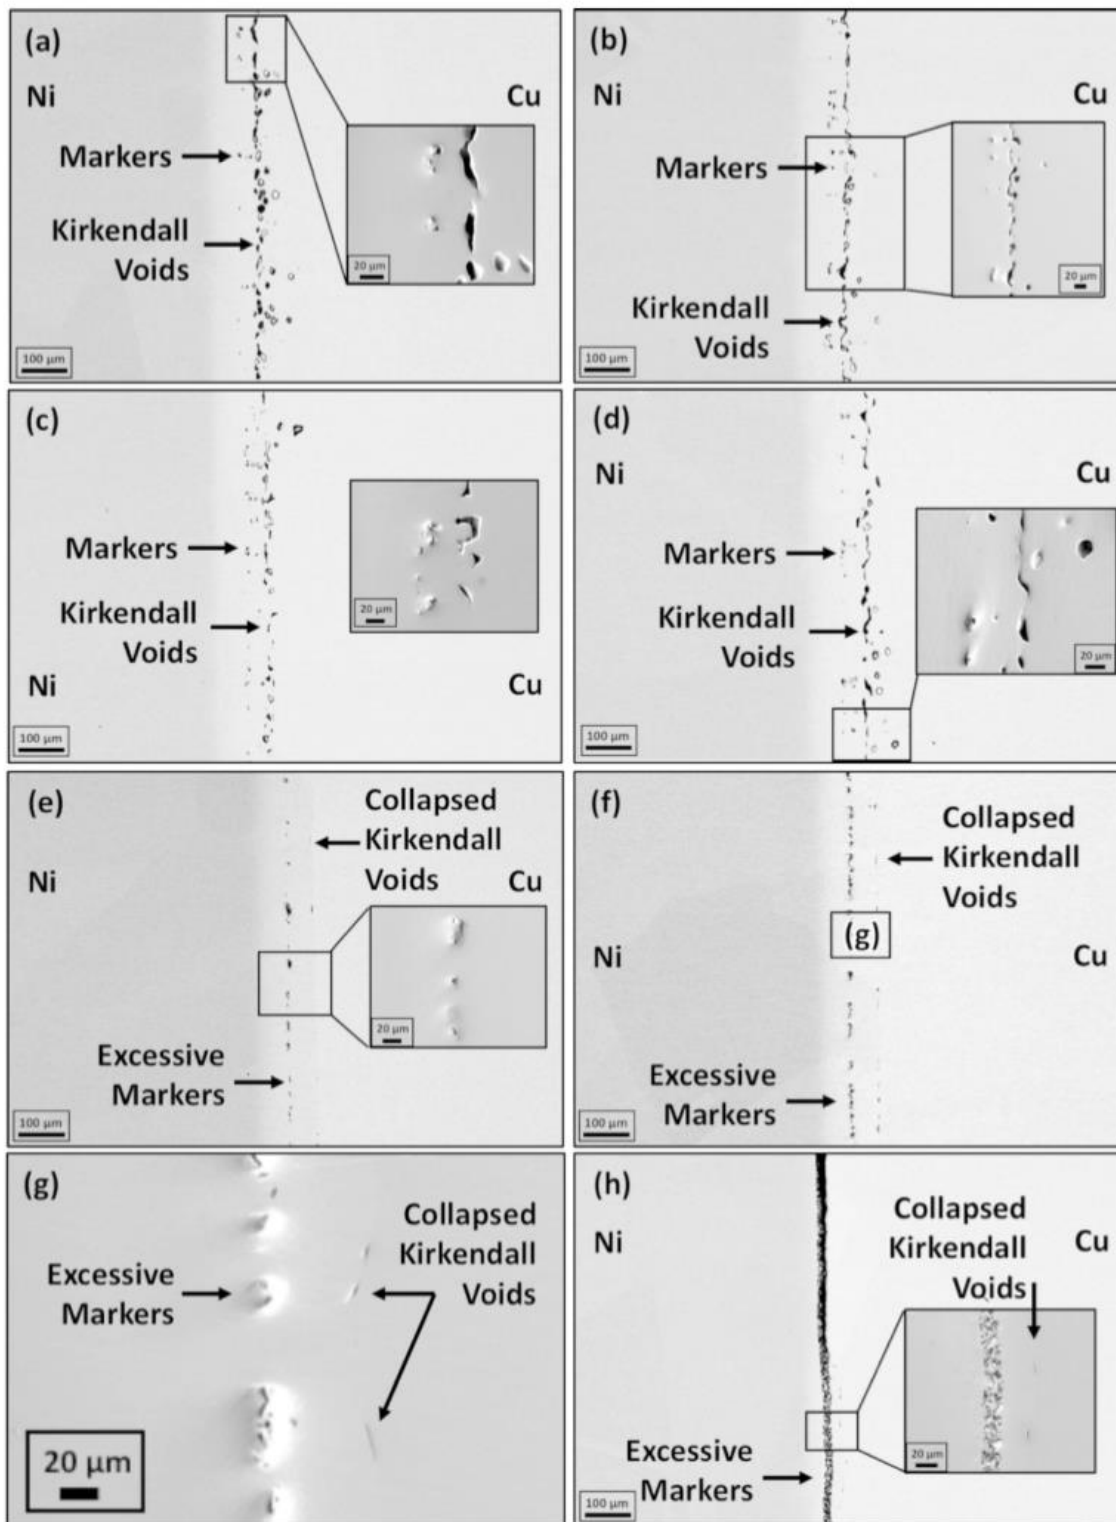 (a)
Ni
Cu
Markers
Kirkendall
Voids
20 µm
100 µm
(b)
Ni
Cu
Markers
Kirkendall
Voids
20 µm
100 µm
(c)
Markers
Kirkendall
Voids
Ni
Cu
20 µm
100 µm
(d)
Ni
Cu
Markers
Kirkendall
Voids
20 µm
100 µm
(e)
Collapsed
Kirkendall
Voids
Ni
Cu
20 µm
Excessive
Markers
100 µm
(f)
Collapsed
Kirkendall
Voids
(g)
Ni
Cu
Excessive
Markers
100 µm
(g)
Collapsed
Kirkendall
Voids
Excessive
Markers
20 µm
(h)
Ni
Collapsed
Kirkendall
Voids
Cu
20 µm
Excessive
Markers
100 µm